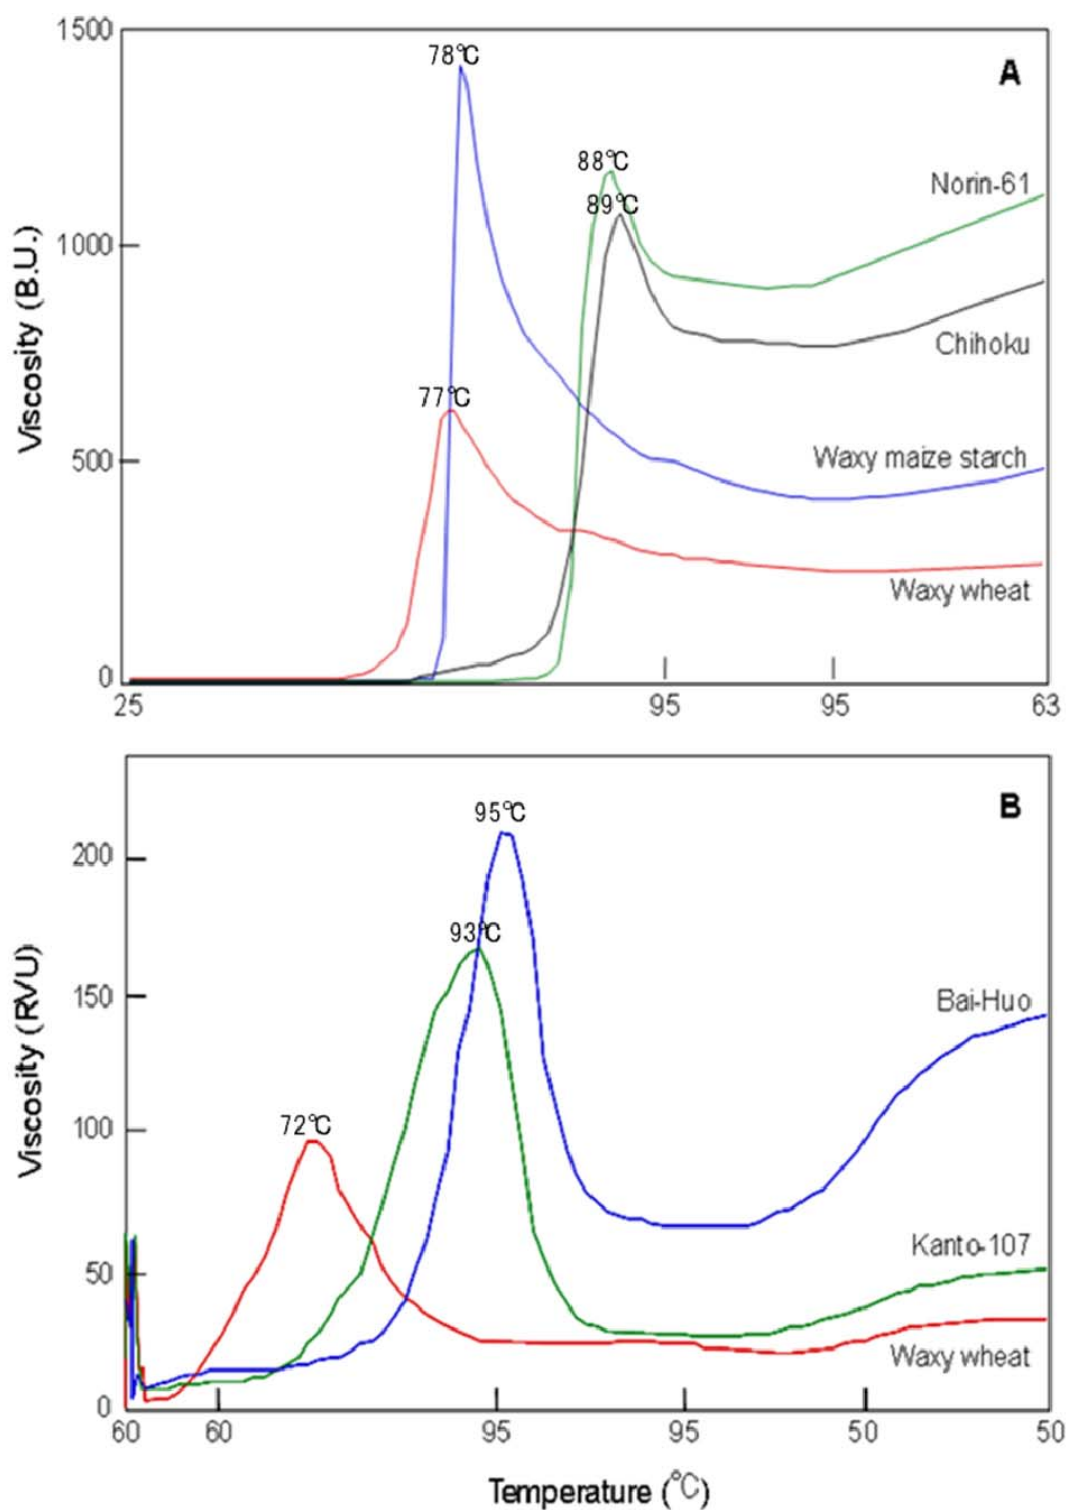 1500
78°C
A
88°C
Norin-61
89°C
1000
Viscosity (B.U.)
Chihoku
77°C
500
Waxy maize starch
Waxy wheat
0
25
95
95
63
B
95°C
200
93°C
150
Bai-Huo
Viscosity (RVU)
100
72°C
Kanto-107
50
Waxy wheat
0
60
60
95
95
50
50
Temperature (°C)